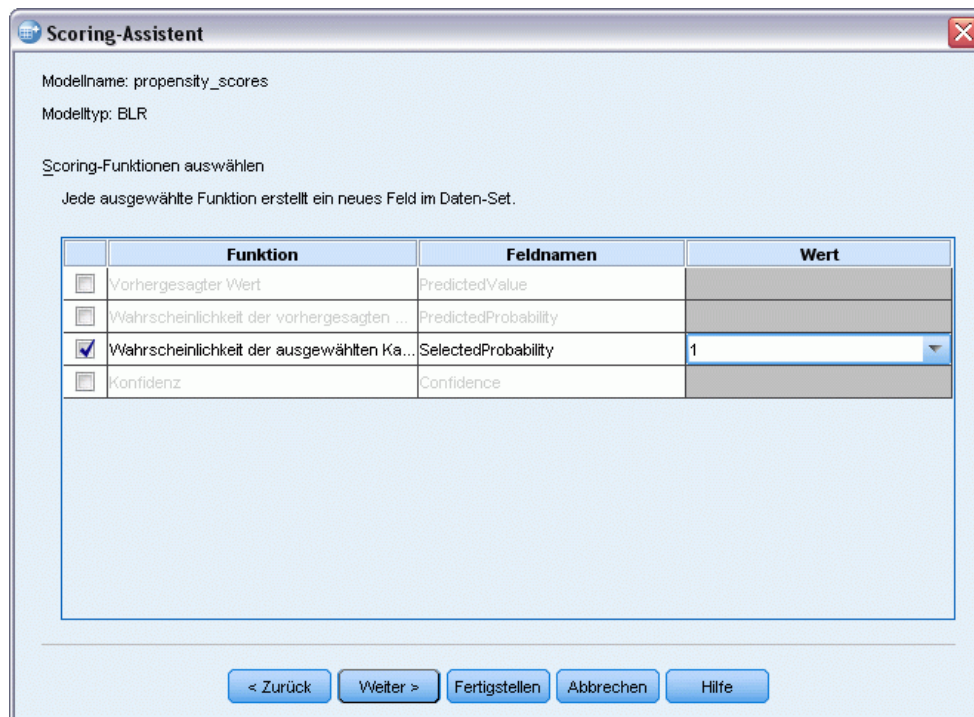 Scoring-Assistent
Modellname: propensity_scores
Modelltyp: BLR
Scoring-Funktionen auswählen
Jede ausgewählte Funktion erstellt ein neues Feld im Daten-Set.
Funktion Feldnamen Wert
Vorhergesagter Wert PredictedValue
Wahrscheinlichkeit der vorhergesagten ... PredictedProbability
Wahrscheinlichkeit der ausgewählten Ka... SelectedProbability 1
Konfidenz Confidence
< Zurück Weiter > Fertigstellen Abbrechen Hilfe